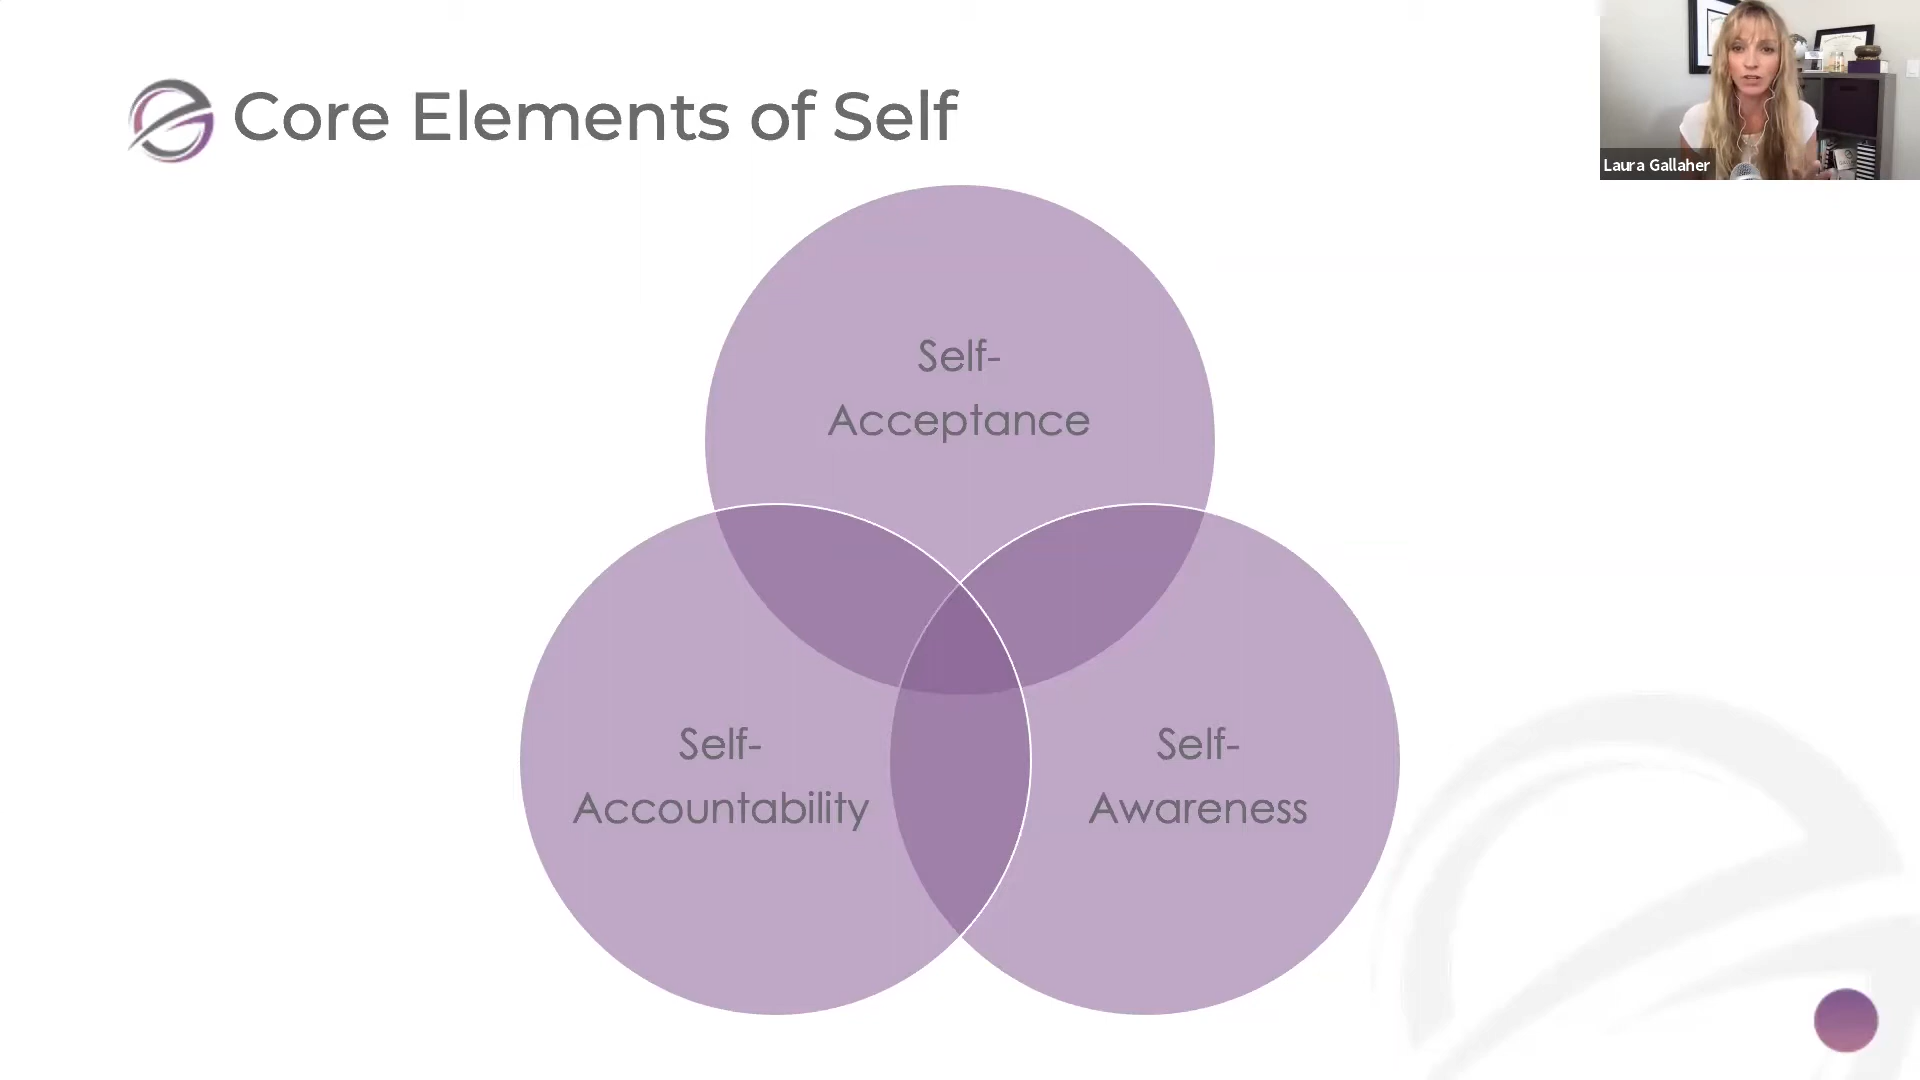 Core Elements of Self
Laura Gallaher
Self-
Acceptance
Self-
Accountability
Self-
Awareness